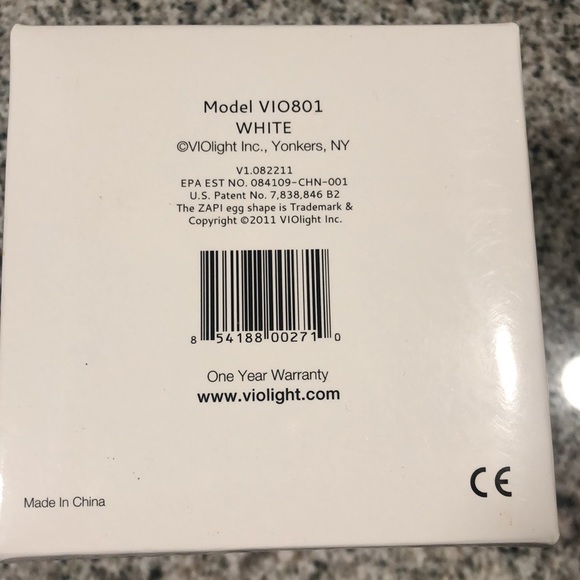 Model VIO801
WHITE
©VIOlight Inc., Yonkers, NY
V1.082211
EPA EST NO. 084109-CHN-001
U.S. Patent No. 7,838,846 B2
The ZAPI egg shape is Trademark &
Copyright ©2011 VIOlight Inc.
8 54188 00271 0
One Year Warranty
www.violight.com
CE
Made In China